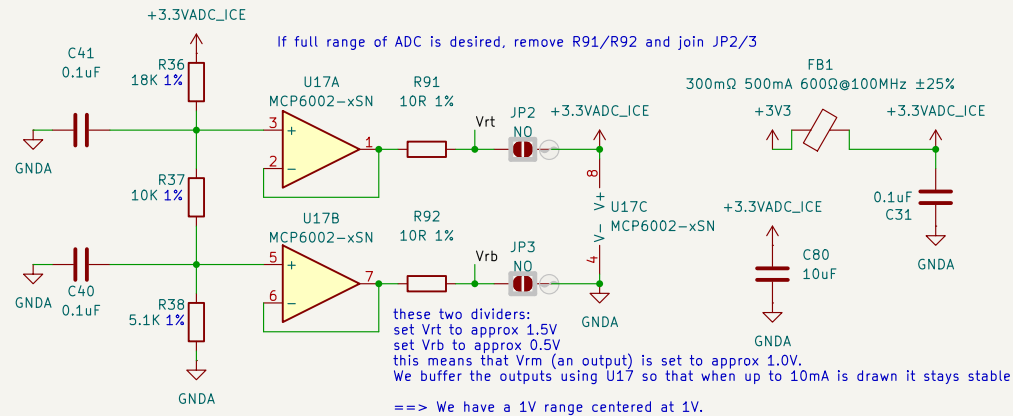 +3.3VADC_ICE
If full range of ADC is desired, remove R91/R92 and join JP2/3
C41
0.1uF
R36
18K 1%
U17A
MCP6002-xSN
R91
10R 1%
JP2
NO
+3.3VADC_ICE
FB1
300mΩ 500mA 600Ω@100MHz ±25%
+3V3
+3.3VADC_ICE
Vrt
3
+
1
2
−
GNDA
8
V+
R37
10K 1%
U17C
MCP6002-xSN
V−
4
0.1uF
C31
GNDA
+3.3VADC_ICE
C80
10uF
GNDA
U17B
MCP6002-xSN
R92
10R 1%
JP3
NO
Vrb
5
+
7
6
−
GNDA
C40
0.1uF
R38
5.1K 1%
GNDA
GNDA
these two dividers:
set Vrt to approx 1.5V
set Vrb to approx 0.5V
this means that Vrm (an output) is set to approx 1.0V.
We buffer the outputs using U17 so that when up to 10mA is drawn it stays stable
==> We have a 1V range centered at 1V.